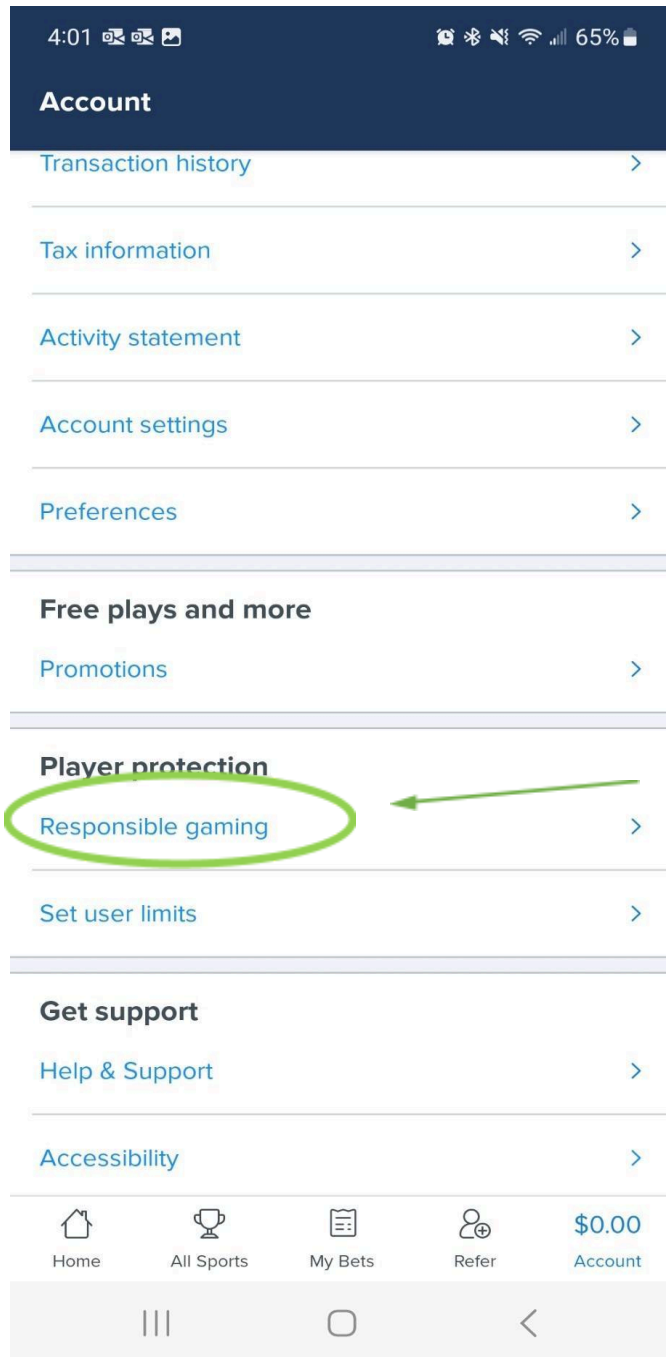 4:01
65%
Account
Transaction history
Tax information
Activity statement
Account settings
Preferences
Free plays and more
Promotions
Player protection
Responsible gaming
Set user limits
Get support
Help & Support
Accessibility
$0.00
Home All Sports My Bets Refer Account